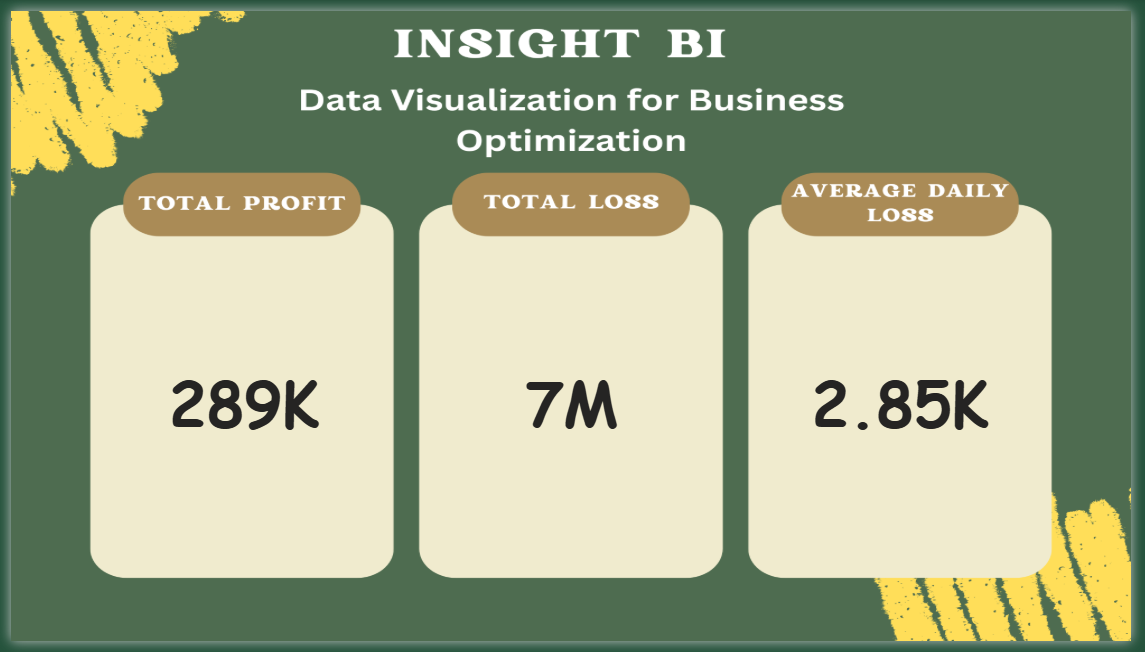 INSIGHT BI
Data Visualization for Business
Optimization
TOTAL PROFIT
289K
TOTAL LOSS
7M
AVERAGE DAILY
LOSS
2.85K